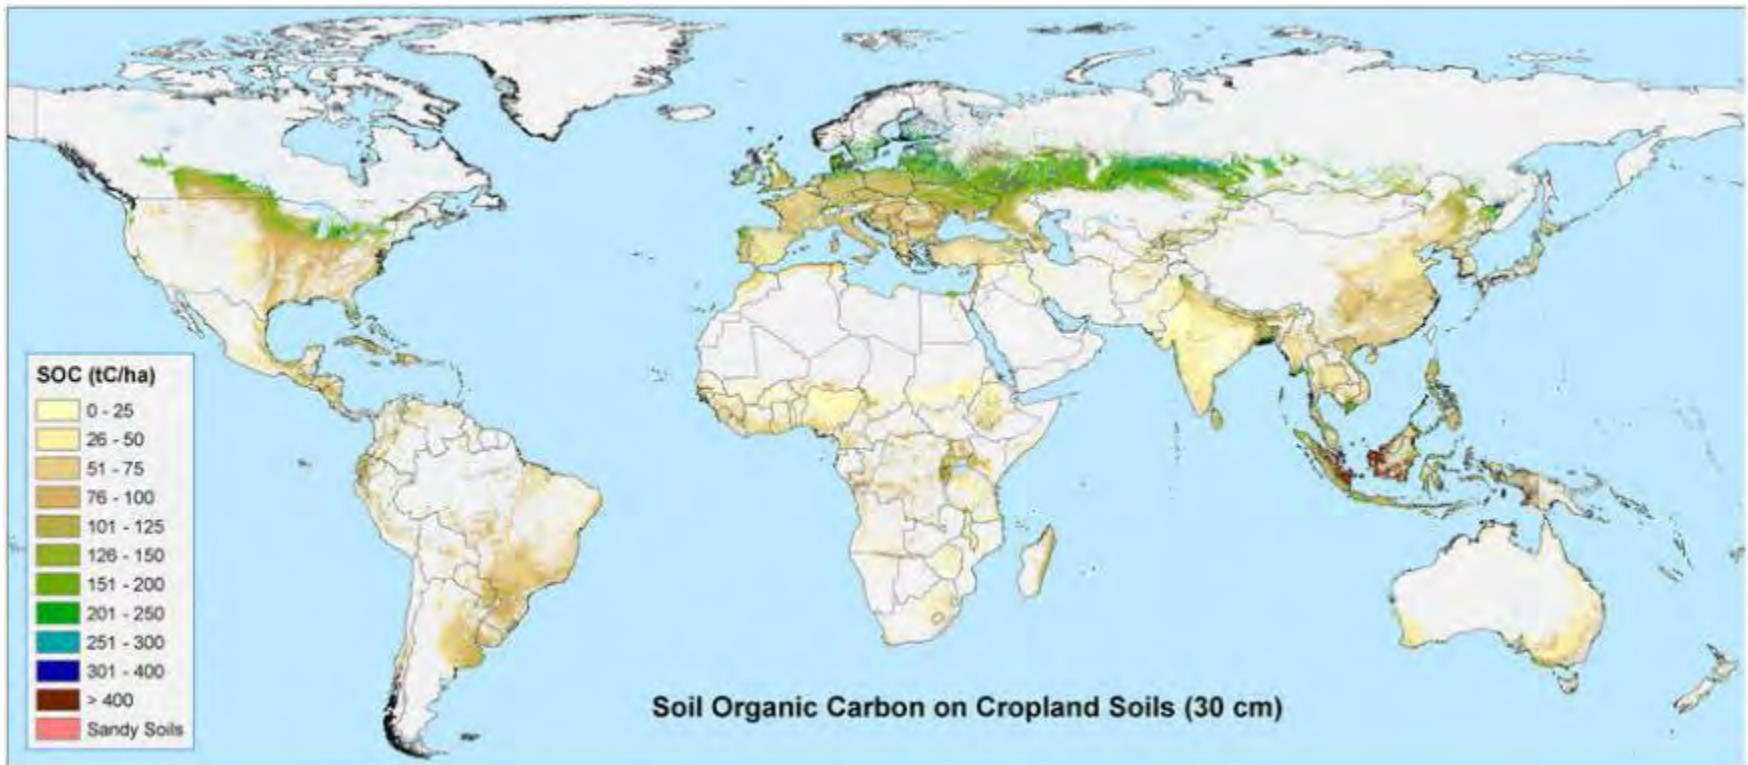 SOC (tC/ha)
0 - 25
26 - 50
51 - 75
76 - 100
101 - 125
126 - 150
151 - 200
201 - 250
251 - 300
301 - 400
> 400
Sandy Soils
Soil Organic Carbon on Cropland Soils (30 cm)